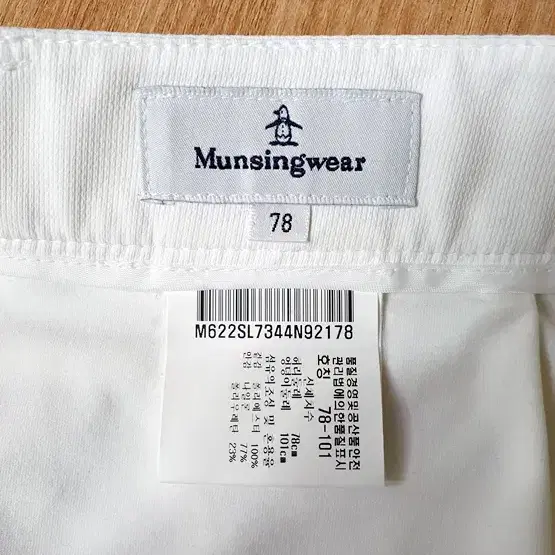 Munsingwear
78
M622SL7344N92178
품질경영및공산품안전
관리법에의한품질표시
호칭 78-101
신체치수
허리둘레 78cm
엉덩이둘레 101cm
섬유의조성 및 혼용율
겉감 폴리에스터 100%
안감 나일론 77%
폴리우레탄 23%